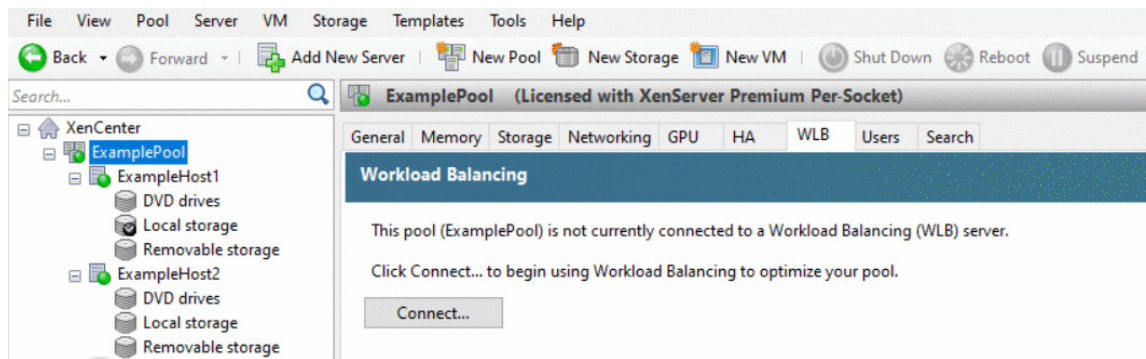 File View Pool Server VM Storage Templates Tools Help
Back Forward Add New Server New Pool New Storage New VM Shut Down Reboot Suspend
Search...
ExamplePool (Licensed with XenServer Premium Per-Socket)
XenCenter
ExamplePool
ExampleHost1
DVD drives
Local storage
Removable storage
ExampleHost2
DVD drives
Local storage
Removable storage
General Memory Storage Networking GPU HA WLB Users Search
Workload Balancing
This pool (ExamplePool) is not currently connected to a Workload Balancing (WLB) server.
Click Connect... to begin using Workload Balancing to optimize your pool.
Connect...